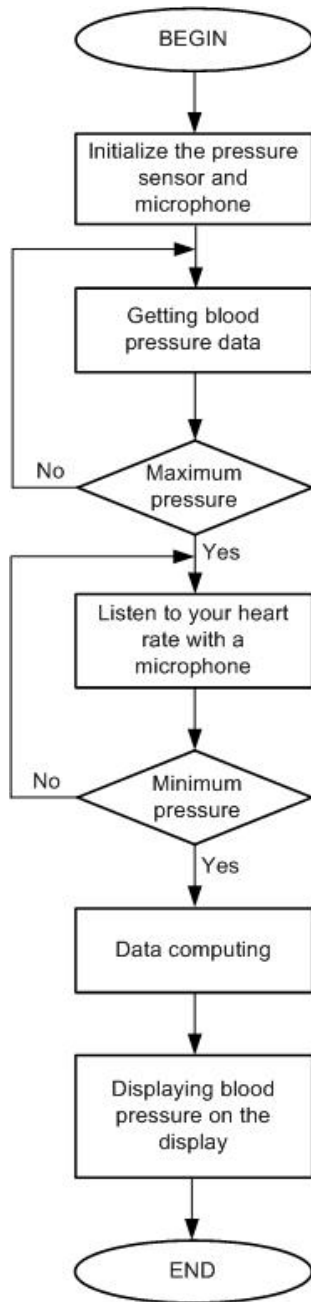 BEGIN
Initialize the pressure
sensor and
microphone
Getting blood
pressure data
No
Maximum
pressure
Yes
Listen to your heart
rate with a
microphone
No
Minimum
pressure
Yes
Data computing
Displaying blood
pressure on the
display
END